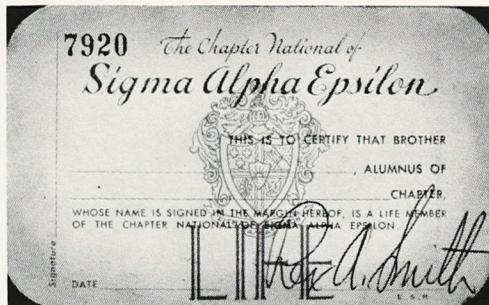 7920 The Chapter National of
Sigma Alpha Epsilon
THIS IS TO CERTIFY THAT BROTHER
, ALUMNUS OF
CHAPTER,
WHOSE NAME IS SIGNED IN THE MARGIN HEREOF, IS A LIFE MEMBER
OF THE CHAPTER NATIONAL OF SIGMA ALPHA EPSILON
LIFE
Rex A. Smith
DATE
Signature